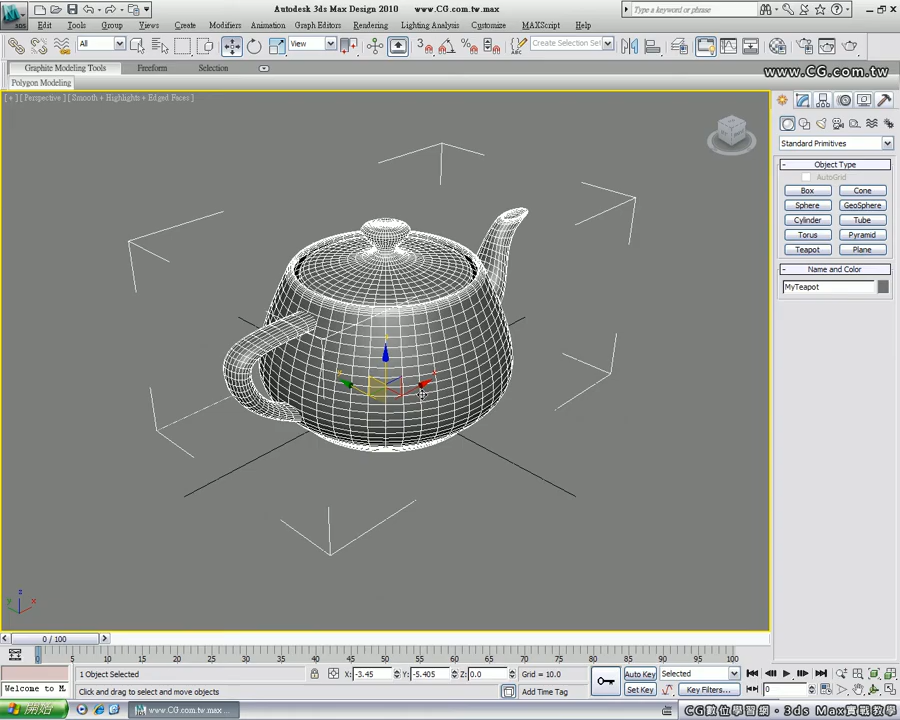 Autodesk 3ds Max Design 2010 www.CG.com.tw.max
Type a keyword or phrase
Edit Tools Group Views Create Modifiers Animation Graph Editors Rendering Lighting Analysis Customize MAXScript Help
All
View
Create Selection Set
Graphite Modeling Tools Freeform Selection
www.CG.com.tw
Polygon Modeling
[ + ] [ Perspective ] [ Smooth + Highlights + Edged Faces ]
Standard Primitives
Object Type
AutoGrid
Box Cone
Sphere GeoSphere
Cylinder Tube
Torus Pyramid
Teapot Plane
Name and Color
MyTeapot
z
y x
0 / 100
0 5 10 15 20 25 30 35 40 45 50 55 60 65 70 75 80 85 90 95 100
1 Object Selected
X: -3.45 Y: -5.405 Z: 0.0 Grid = 10.0
Auto Key Selected
Welcome to M
Click and drag to select and move objects
Add Time Tag
Set Key Key Filters...
0
開始
www.CG.com.tw.max ...
CG數位學習網·3ds Max實戰教學